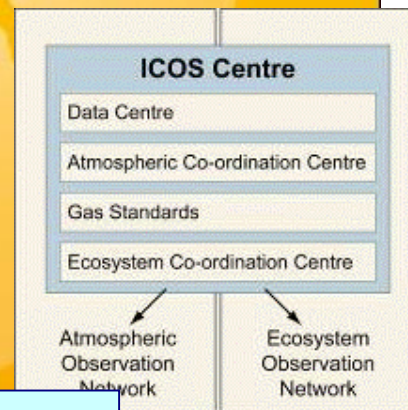 ICOS Centre
Data Centre
Atmospheric Co-ordination Centre
Gas Standards
Ecosystem Co-ordination Centre
Atmospheric
Observation
Network
Ecosystem
Observation
Network